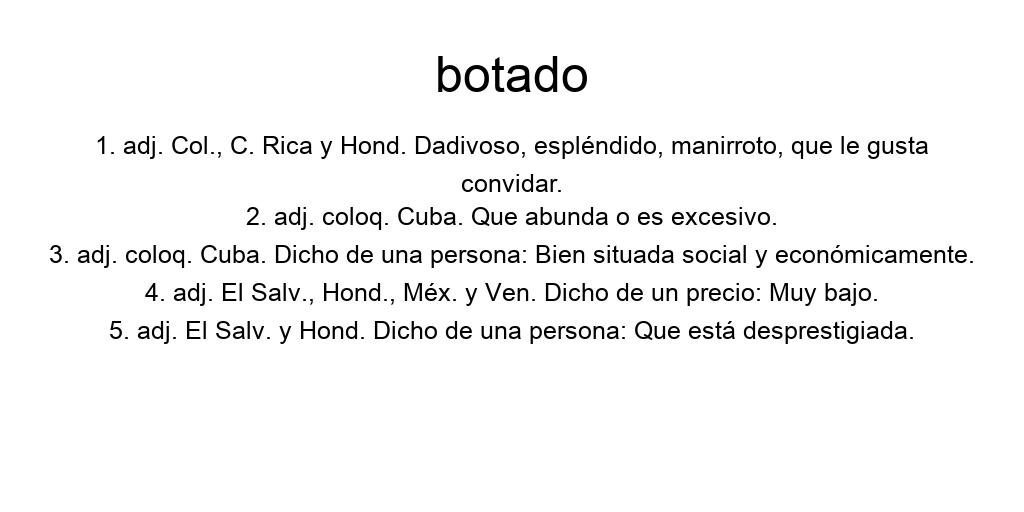 botado
1. adj. Col., C. Rica y Hond. Dadivoso, espléndido, manirroto, que le gusta
convidar.
2. adj. coloq. Cuba. Que abunda o es excesivo.
3. adj. coloq. Cuba. Dicho de una persona: Bien situada social y económicamente.
4. adj. El Salv., Hond., Méx. y Ven. Dicho de un precio: Muy bajo.
5. adj. El Salv. y Hond. Dicho de una persona: Que está desprestigiada.